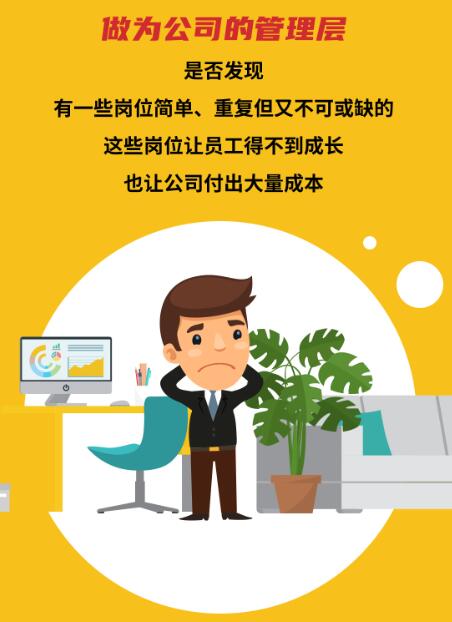 做为公司的管理层
是否发现
有一些岗位简单、重复但又不可或缺的
这些岗位让员工得不到成长
也让公司付出大量成本